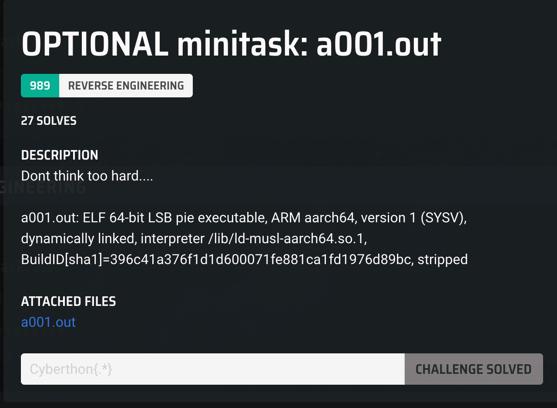 OPTIONAL minitask: a001.out
989 REVERSE ENGINEERING
27 SOLVES
DESCRIPTION
Dont think too hard....
a001.out: ELF 64-bit LSB pie executable, ARM aarch64, version 1 (SYSV),
dynamically linked, interpreter /lib/ld-musl-aarch64.so.1,
BuildID[sha1]=396c41a376f1d1d600071fe881ca1fd1976d89bc, stripped
ATTACHED FILES
a001.out
Cyberthon{.*} CHALLENGE SOLVED